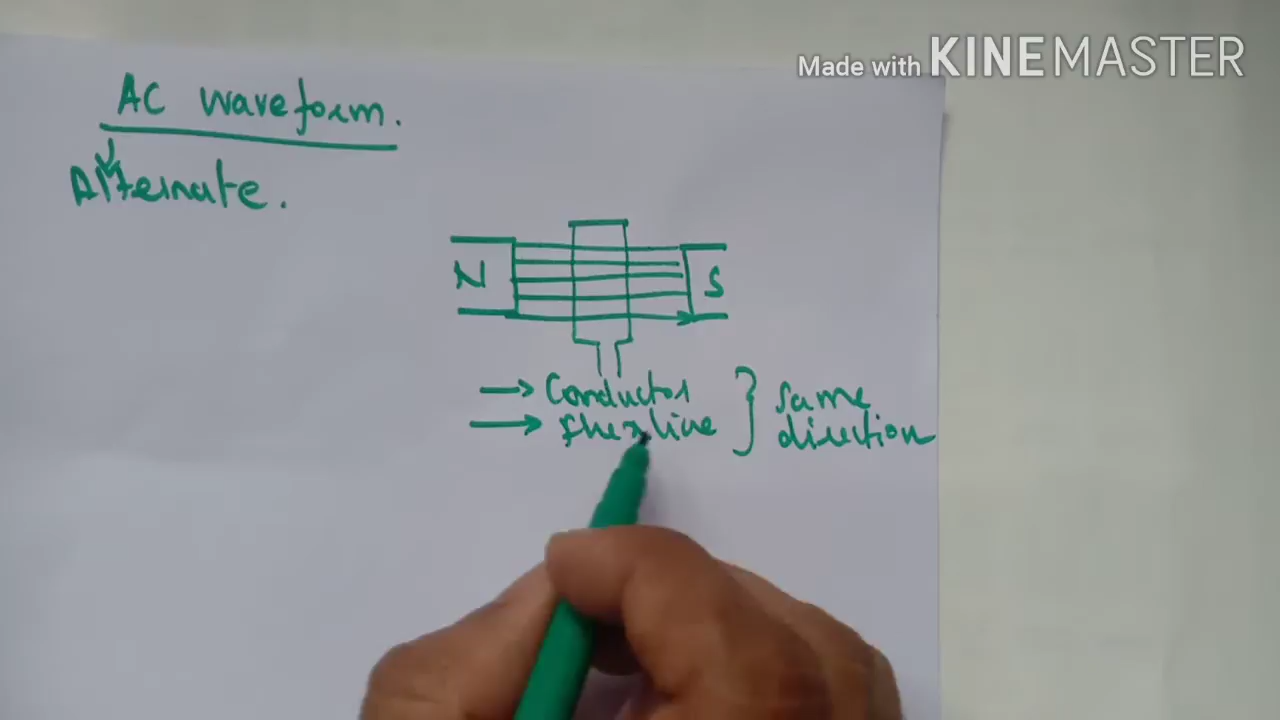 Made with KINEMASTER
AC waveform.
Alternate.
N
S
→ Conductor
→ flux line
} same
direction